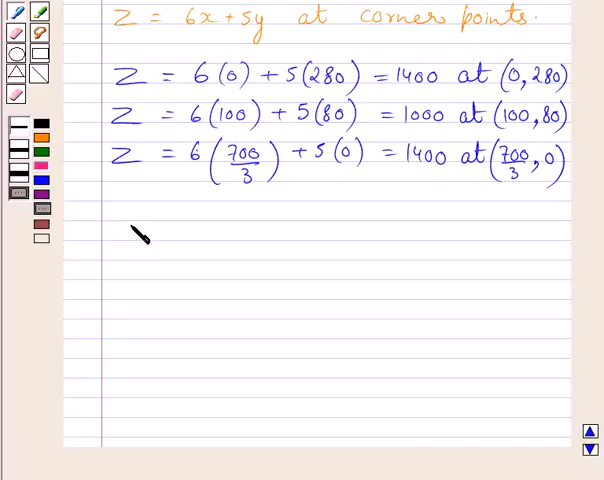 Z = 6x + 5y at corner points.
Z = 6(0) + 5(280) = 1400 at (0, 280)
Z = 6(100) + 5(80) = 1000 at (100, 80)
Z = 6(700/3) + 5(0) = 1400 at (700/3, 0)